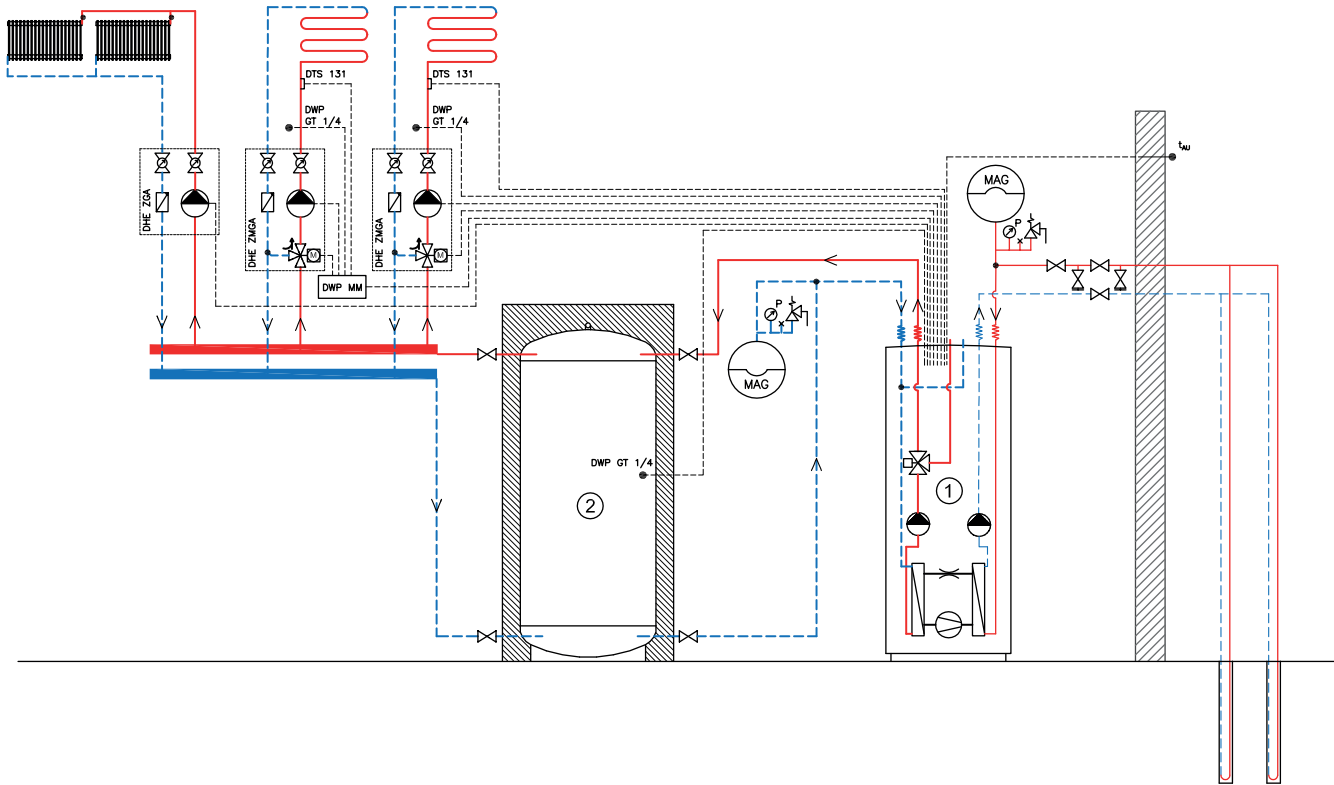 DTS 131
DTS 131
DWP
GT 1/4
DWP
GT 1/4
DHE ZGA
DHE ZMGA
DHE ZMGA
M
M
DWP MM
MAG
P
tAU
P
MAG
DWP GT 1/4
1
2